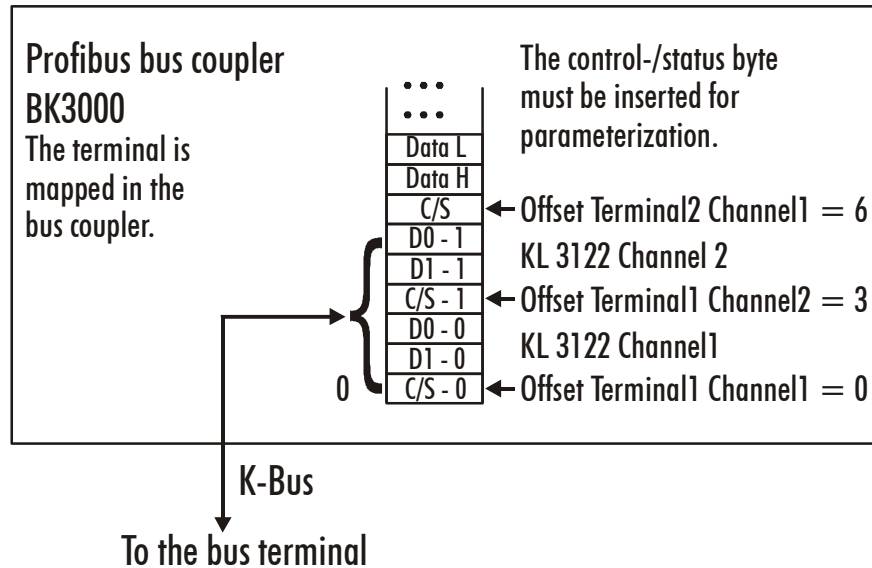 Profibus bus coupler
BK3000
The terminal is
mapped in the
bus coupler.
The control-/status byte
must be inserted for
parameterization.
Data L
Data H
C/S
Offset Terminal2 Channel1 = 6
D0 - 1
KL 3122 Channel 2
D1 - 1
C/S - 1
Offset Terminal1 Channel2 = 3
D0 - 0
KL 3122 Channel1
D1 - 0
0
C/S - 0
Offset Terminal1 Channel1 = 0
K-Bus
To the bus terminal